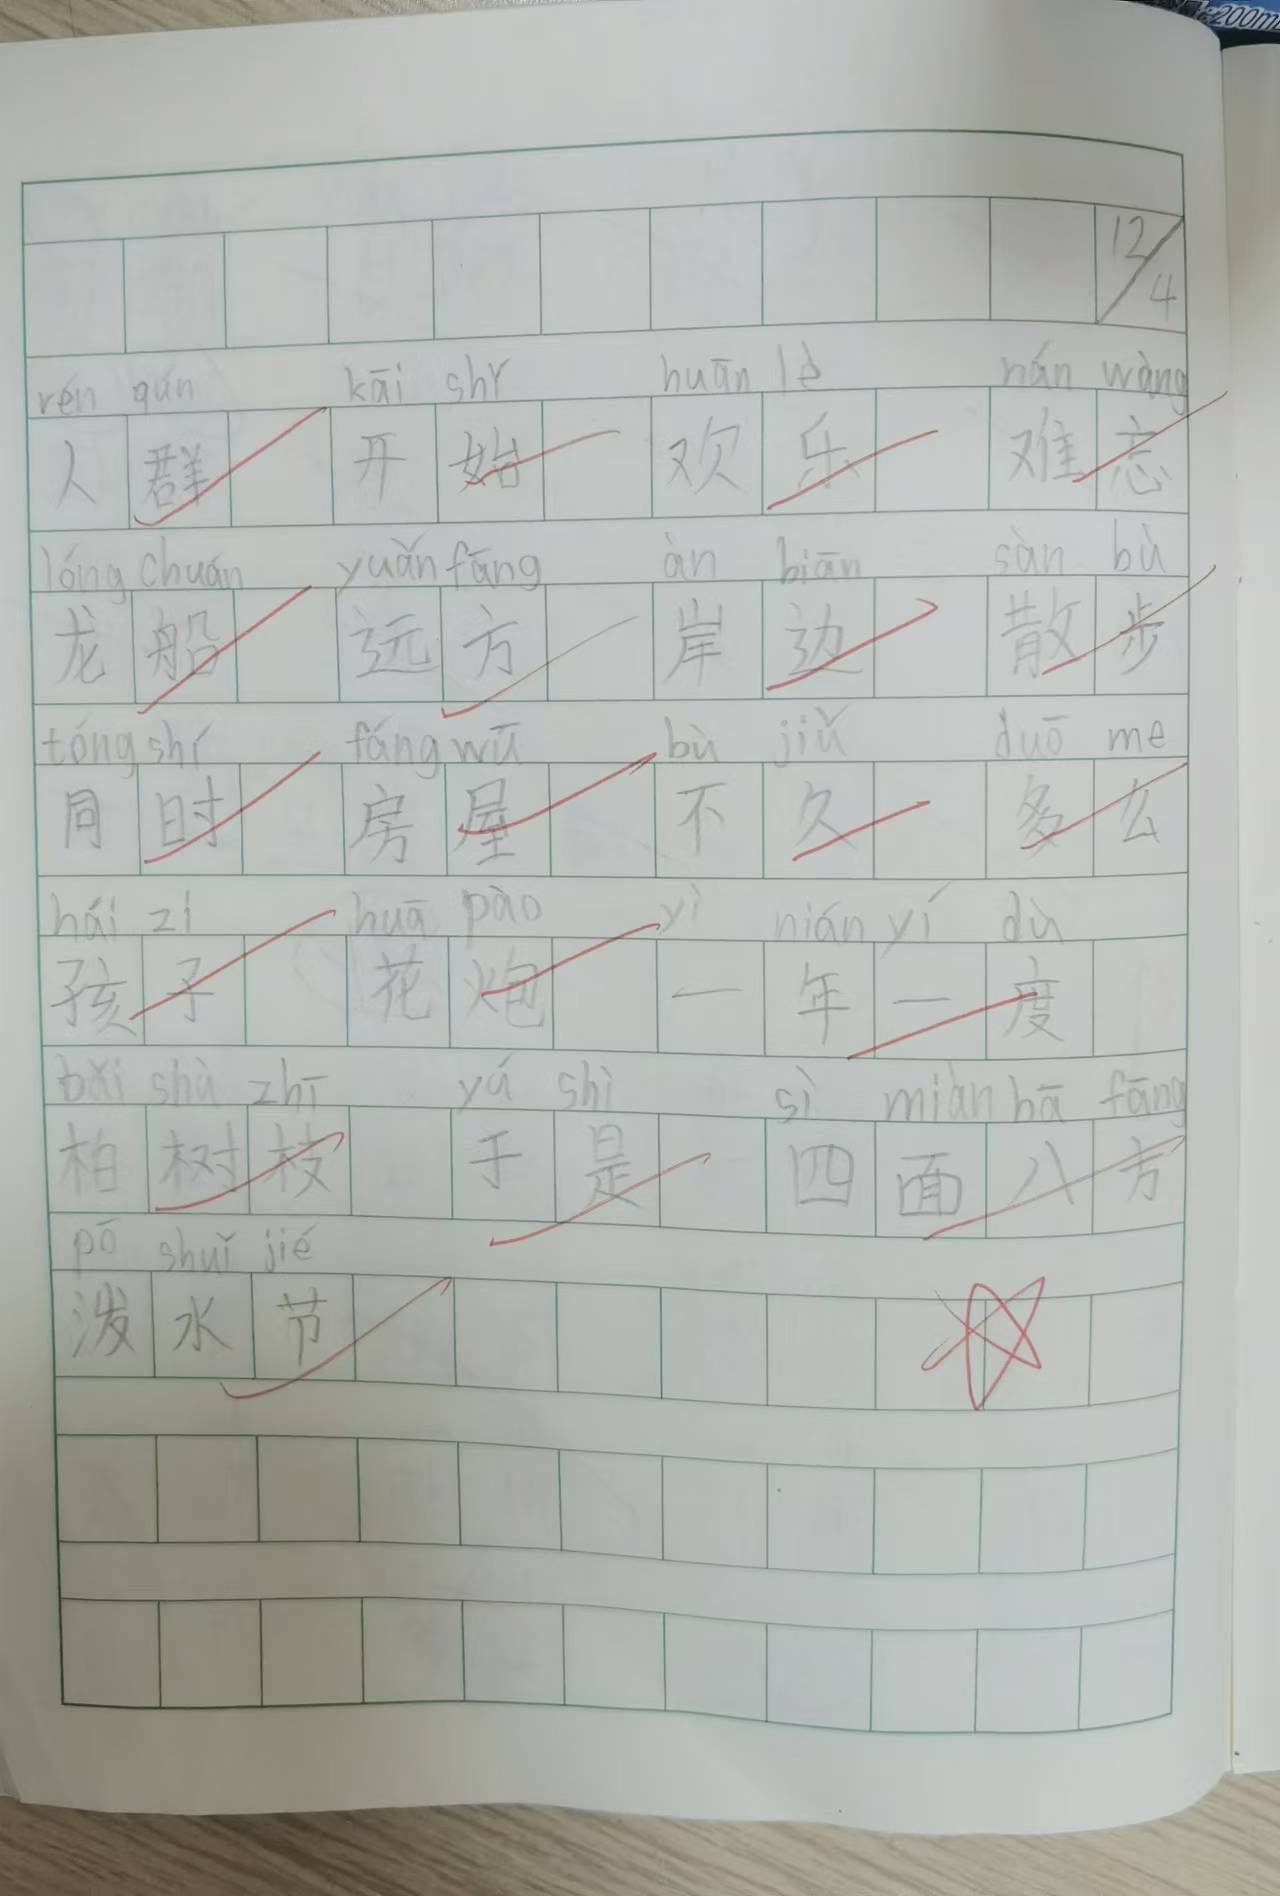 :200m
12/4
rén qún kāi shǐ huān lè nán wàng
人群 开始 欢乐 难忘
lóng chuán yuǎn fāng àn biān sàn bù
龙船 远方 岸边 散步
tóng shí fáng wū bù jiǔ duō me
同时 房屋 不久 多么
hái zi huā pào yì nián yí dù
孩子 花炮 一年一度
bǎi shù zhī yú shì sì miàn bā fāng
柏树枝 于是 四面八方
pō shuǐ jié
泼水节